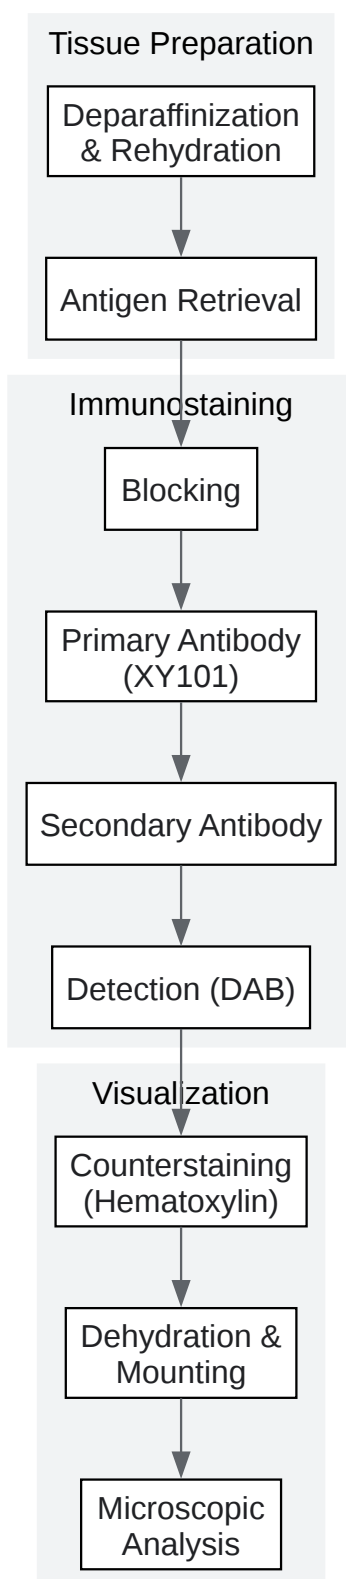 Tissue Preparation
Deparaffinization
& Rehydration
Antigen Retrieval
Immunostaining
Blocking
Primary Antibody
(XY101)
Secondary Antibody
Detection (DAB)
Visualization
Counterstaining
(Hematoxylin)
Dehydration &
Mounting
Microscopic
Analysis